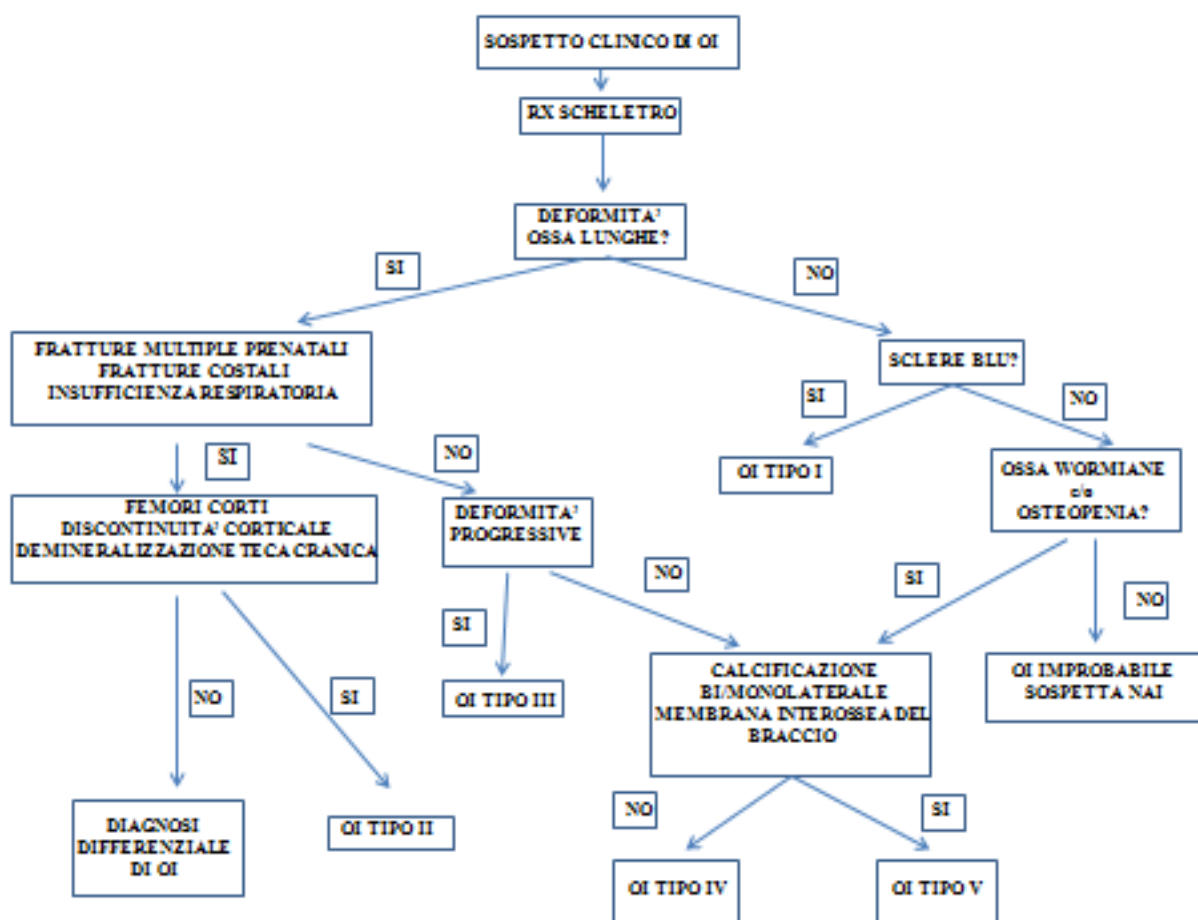 SOSPETTO CLINICO DI OI
RX SCHELETRO
DEFORMITA'
OSSA LUNGHE?
SI
NO
FRATTURE MULTIPLE PRENATALI
FRATTURE COSTALI
INSUFFICIENZA RESPIRATORIA
SCLERE BLU?
SI
NO
SI
NO
OI TIPO I
OSSA WORMIANE
e/o
OSTEOPENIA?
FEMORI CORTI
DISCONTINUITA' CORTICALE
DEMINERALIZZAZIONE TECA CRANICA
DEFORMITA'
PROGRESSIVE
NO
SI
SI
NO
NO
SI
OI TIPO III
CALCIFICAZIONE
BI/MONOLATERALE
MEMBRANA INTEROSSEA DEL
BRACCIO
OI IMPROBABILE
SOSPETTA NAI
NO
SI
DIAGNOSI
DIFFERENZIALE
DI OI
OI TIPO II
OI TIPO IV
OI TIPO V